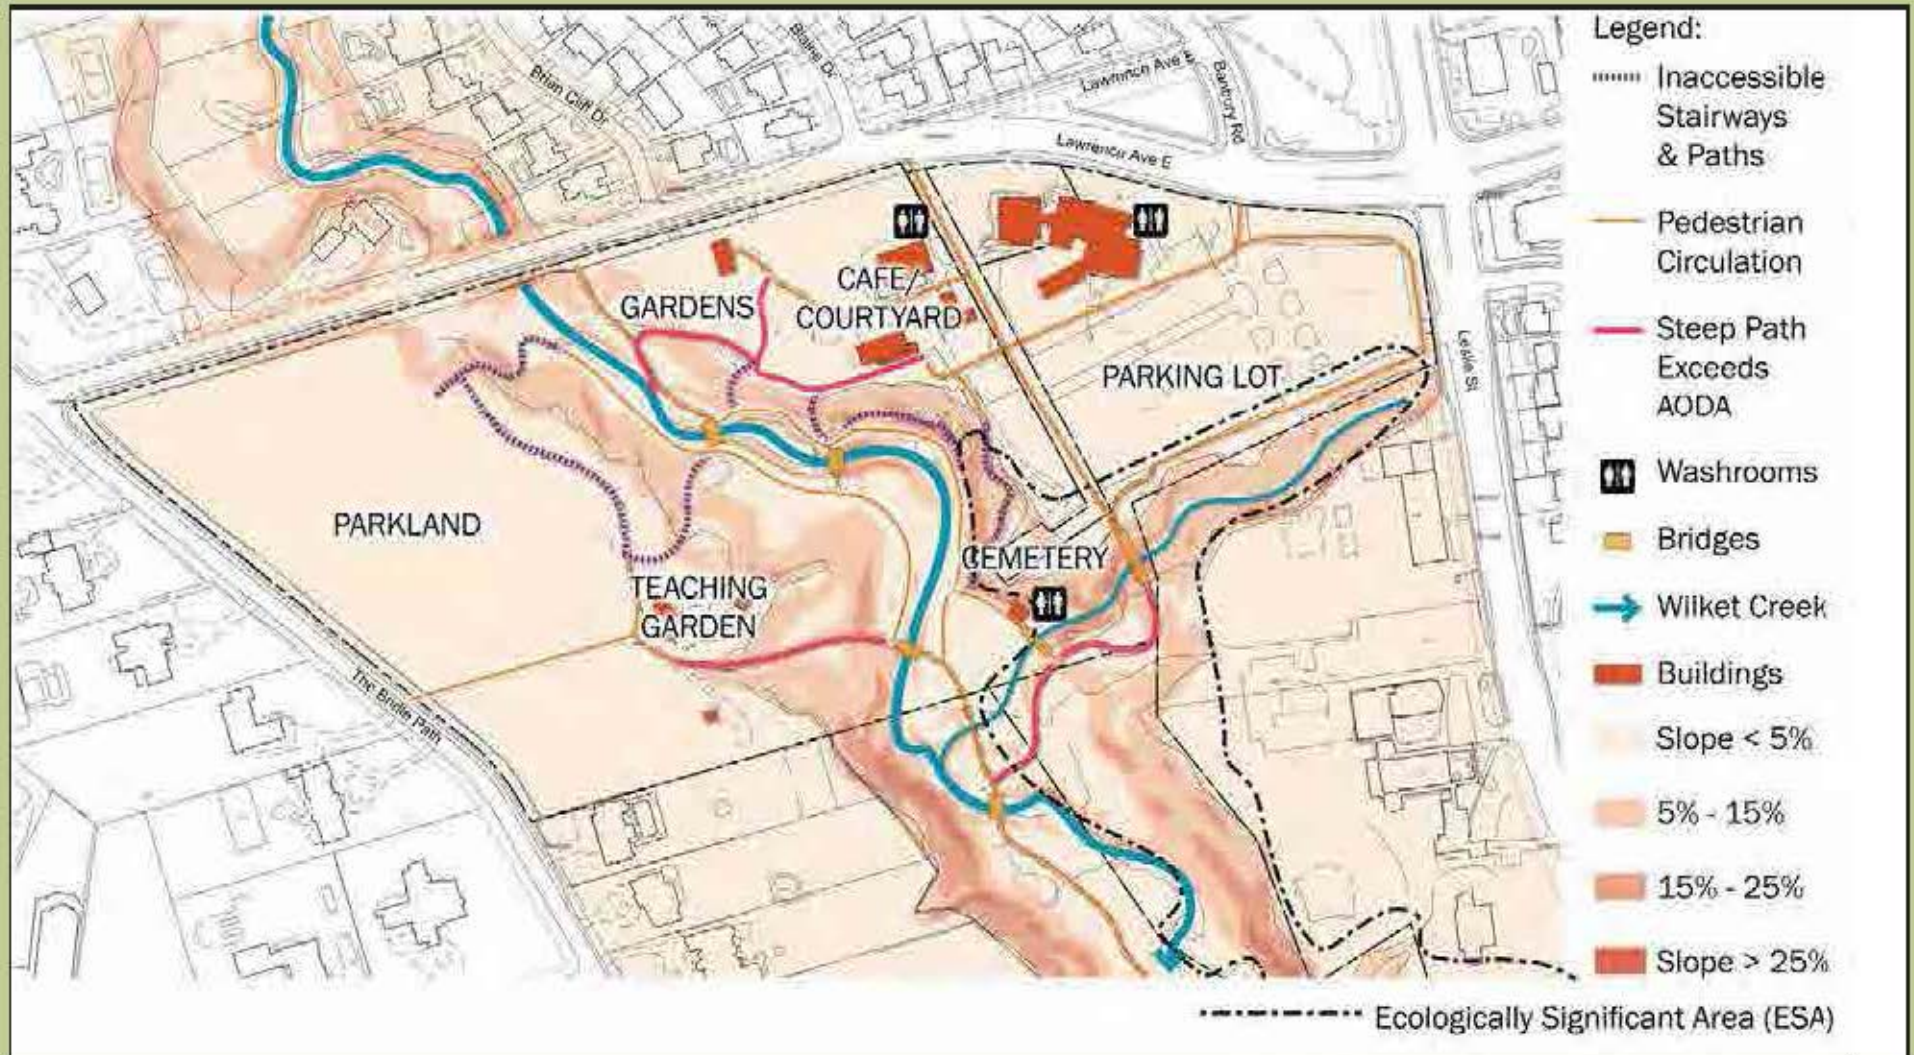 Brian Cliff Dr
Blaine Dr
Lawrence Ave E
Banbury Rd
Lawrence Ave E
Leslie St
GARDENS
CAFE/
COURTYARD
PARKING LOT
PARKLAND
CEMETERY
TEACHING
GARDEN
The Bridle Path
Legend:
Inaccessible
Stairways
& Paths
Pedestrian
Circulation
Steep Path
Exceeds
AODA
Washrooms
Bridges
Wilket Creek
Buildings
Slope < 5%
5% - 15%
15% - 25%
Slope > 25%
Ecologically Significant Area (ESA)